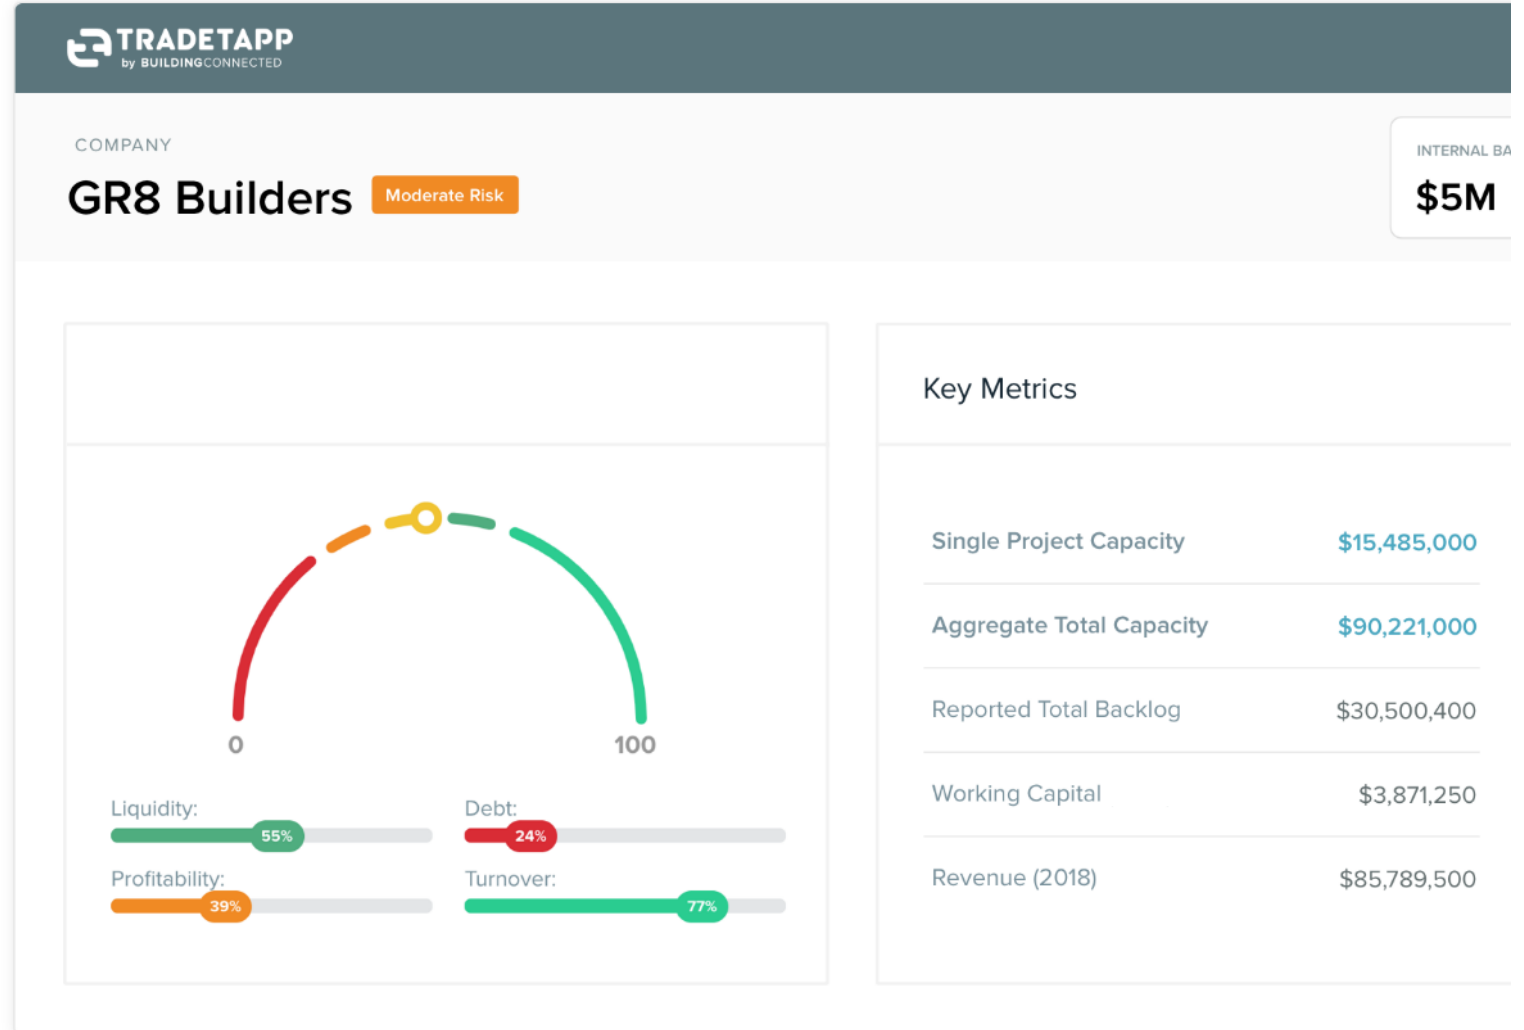 TRADETAPP
by BUILDINGCONNECTED
COMPANY
GR8 Builders
Moderate Risk
INTERNAL BA
$5M
Key Metrics
0
100
Liquidity:
55%
Debt:
24%
Profitability:
39%
Turnover:
77%
Single Project Capacity
$15,485,000
Aggregate Total Capacity
$90,221,000
Reported Total Backlog
$30,500,400
Working Capital
$3,871,250
Revenue (2018)
$85,789,500